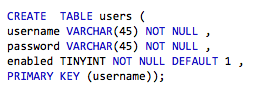 CREATE  TABLE users (
username VARCHAR(45) NOT NULL ,
password VARCHAR(45) NOT NULL ,
enabled TINYINT NOT NULL DEFAULT 1 ,
PRIMARY KEY (username));